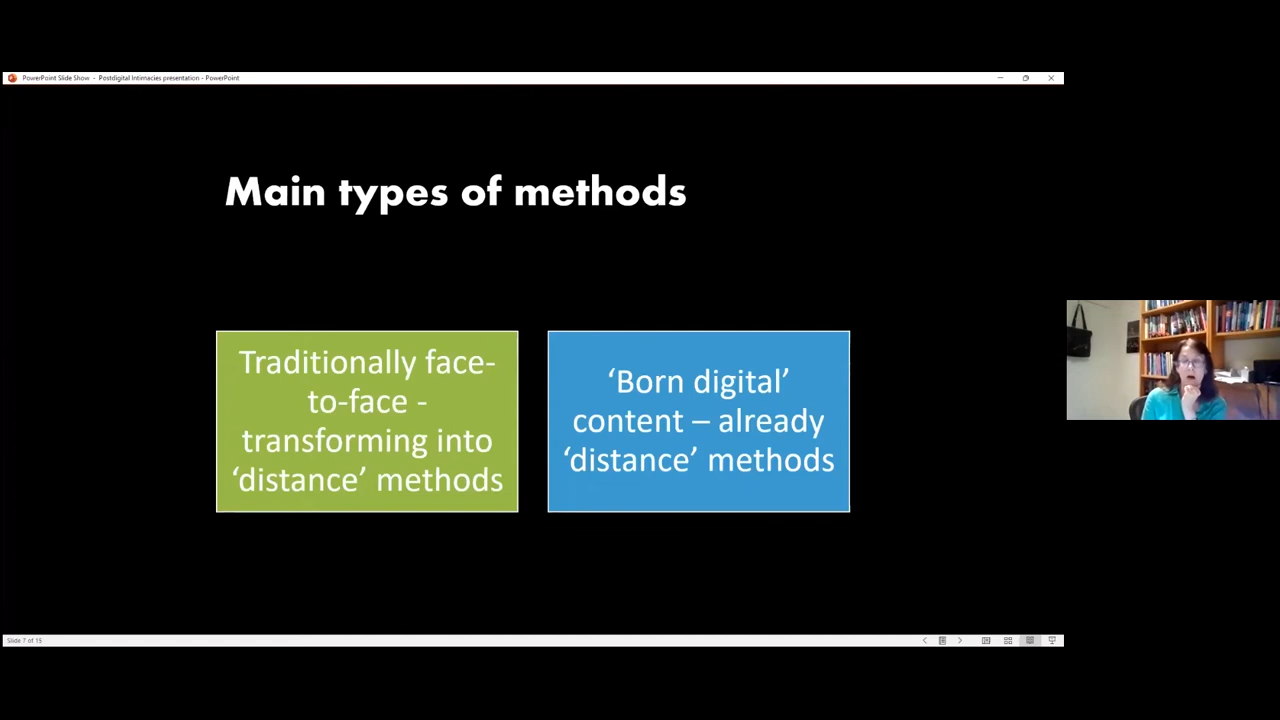 PowerPoint Slide Show - Postdigital Intimacies presentation - PowerPoint
Main types of methods
Traditionally face-
to-face -
transforming into
‘distance’ methods
‘Born digital’
content – already
‘distance’ methods
Slide 7 of 15